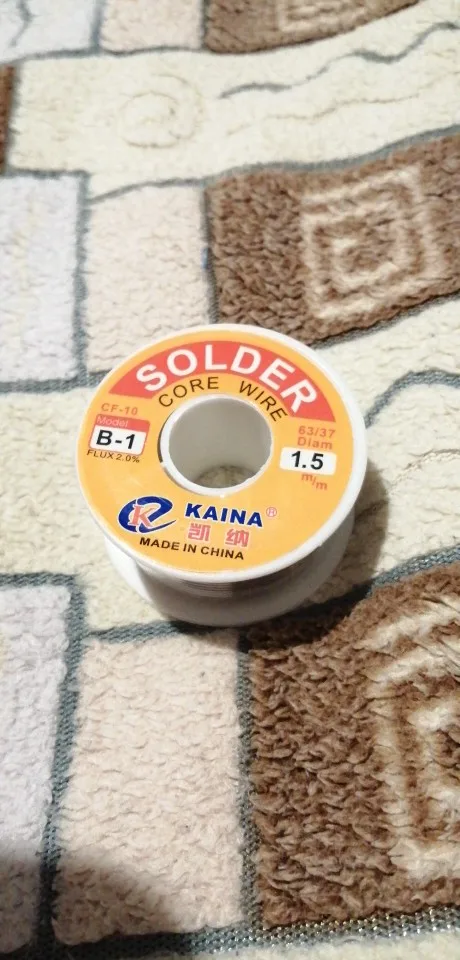 SOLDER
CORE WIRE
CF-10
Model
B-1
FLUX 2.0%
63/37
Diam
1.5
m/m
K
KAINA®
凯纳
MADE IN CHINA